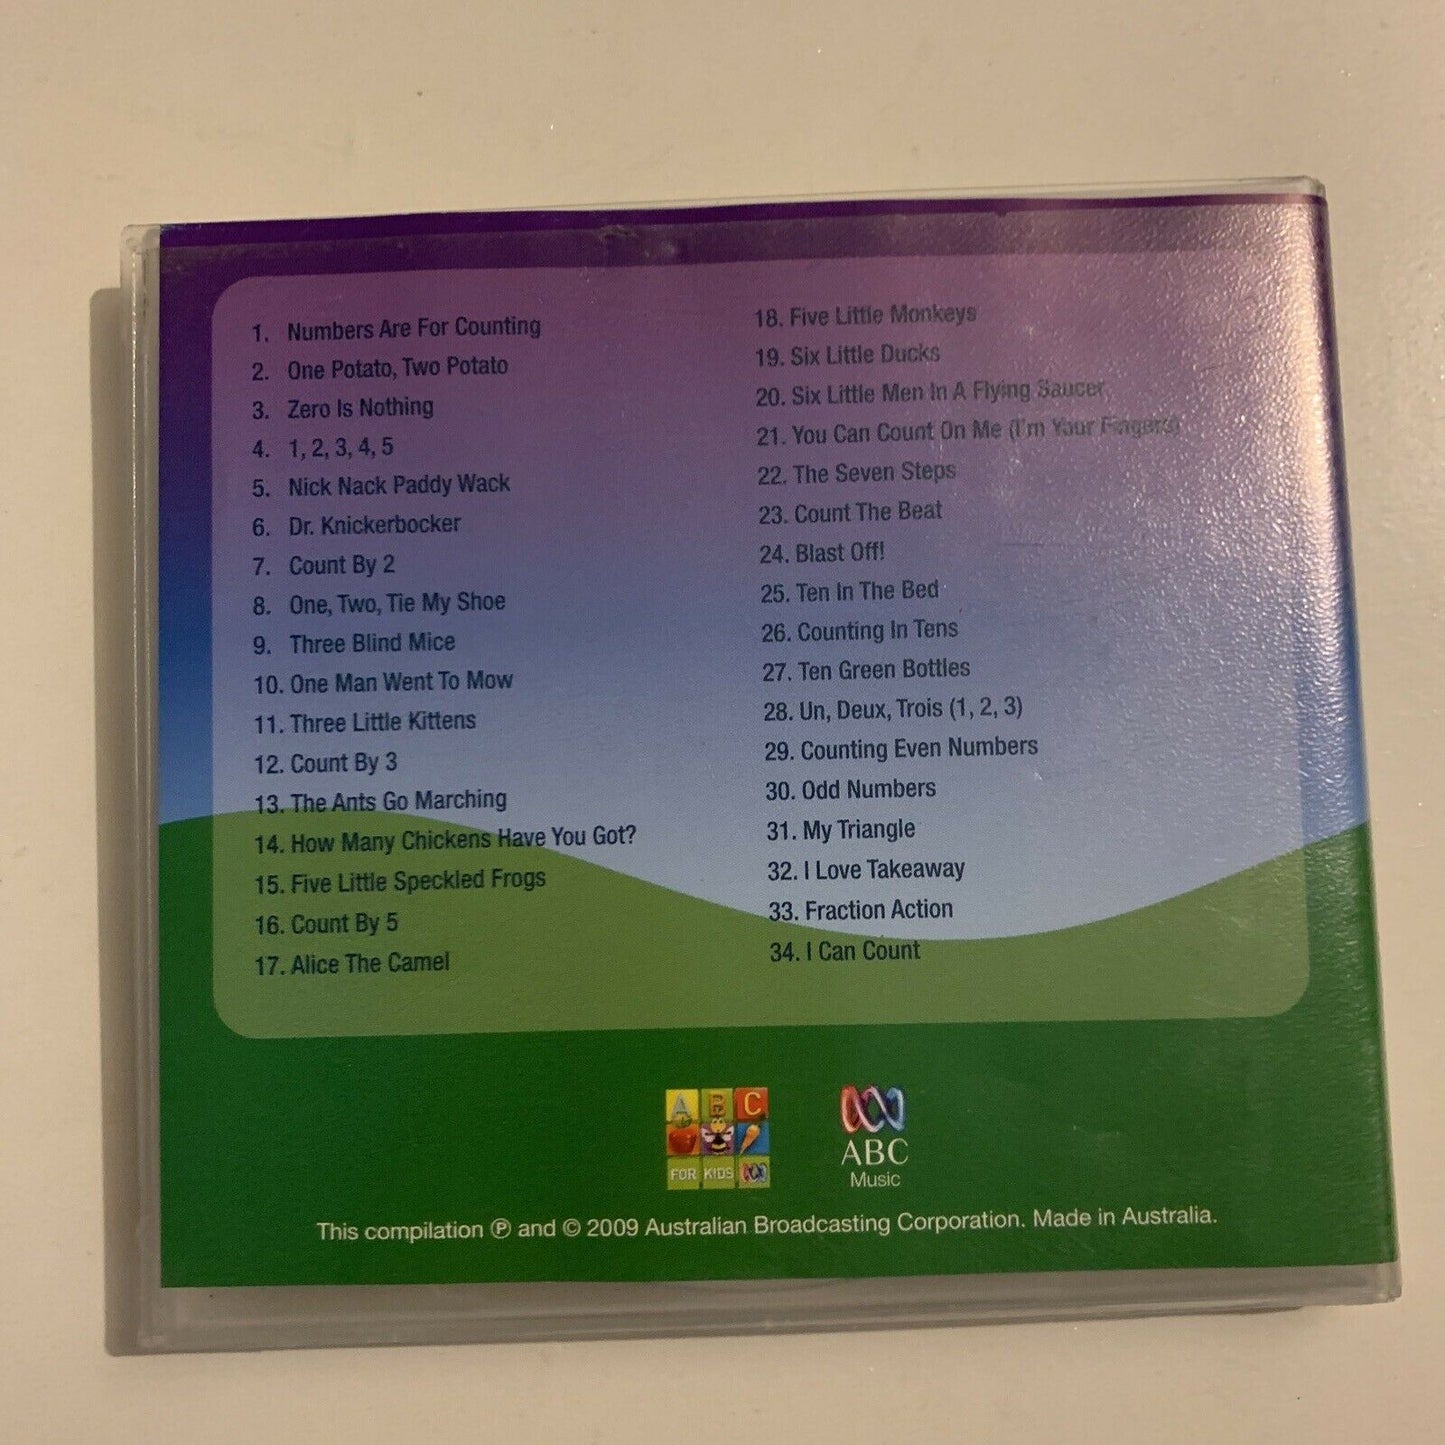 1. Numbers Are For Counting
2. One Potato, Two Potato
3. Zero Is Nothing
4. 1, 2, 3, 4, 5
5. Nick Nack Paddy Wack
6. Dr. Knickerbocker
7. Count By 2
8. One, Two, Tie My Shoe
9. Three Blind Mice
10. One Man Went To Mow
11. Three Little Kittens
12. Count By 3
13. The Ants Go Marching
14. How Many Chickens Have You Got?
15. Five Little Speckled Frogs
16. Count By 5
17. Alice The Camel
18. Five Little Monkeys
19. Six Little Ducks
20. Six Little Men In A Flying Saucer
21. You Can Count On Me (I'm Your Fingers)
22. The Seven Steps
23. Count The Beat
24. Blast Off!
25. Ten In The Bed
26. Counting In Tens
27. Ten Green Bottles
28. Un, Deux, Trois (1, 2, 3)
29. Counting Even Numbers
30. Odd Numbers
31. My Triangle
32. I Love Takeaway
33. Fraction Action
34. I Can Count
A B C
FOR KIDS
ABC
Music
This compilation ℗ and © 2009 Australian Broadcasting Corporation. Made in Australia.